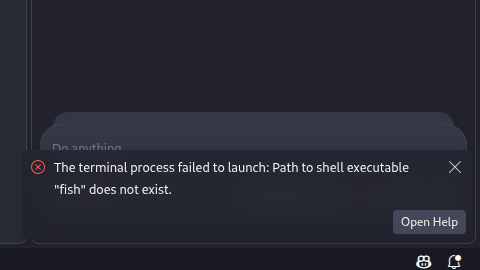 Do anything
The terminal process failed to launch: Path to shell executable
"fish" does not exist.
Open Help